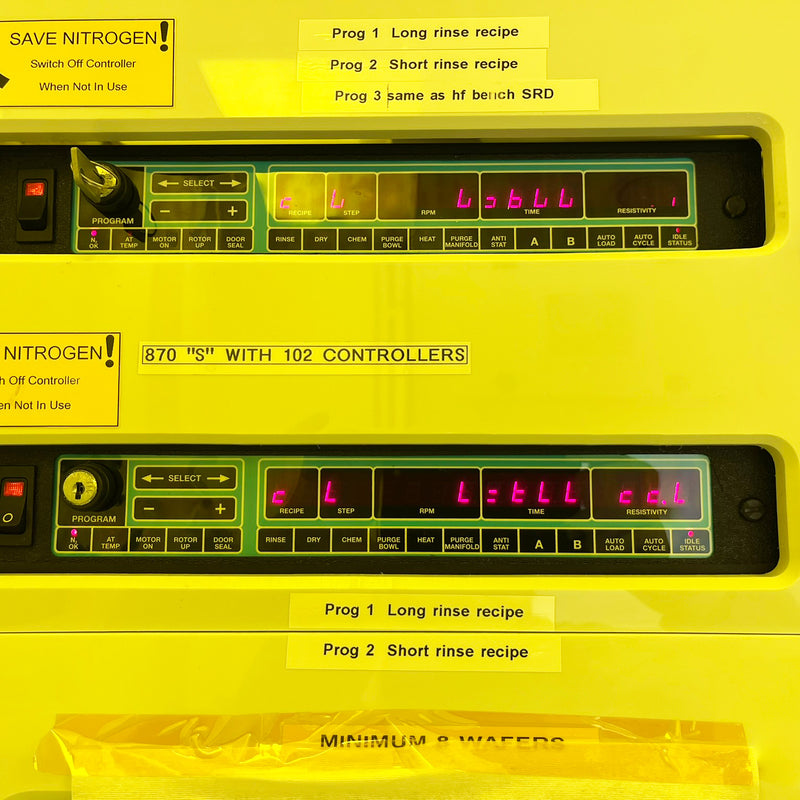 SAVE NITROGEN!
Switch Off Controller
When Not In Use
Prog 1 Long rinse recipe
Prog 2 Short rinse recipe
Prog 3 same as hf bench SRD
PROGRAM
← SELECT →
− +
RECIPE STEP RPM TIME RESISTIVITY
N₂ OK
AT TEMP
MOTOR ON
ROTOR UP
DOOR SEAL
RINSE
DRY
CHEM
PURGE BOWL
HEAT
PURGE MANIFOLD
ANTI STAT
A
B
AUTO LOAD
AUTO CYCLE
IDLE STATUS
NITROGEN!
h Off Controller
en Not In Use
870 "S" WITH 102 CONTROLLERS
PROGRAM
← SELECT →
− +
RECIPE STEP RPM TIME RESISTIVITY
N₂ OK
AT TEMP
MOTOR ON
ROTOR UP
DOOR SEAL
RINSE
DRY
CHEM
PURGE BOWL
HEAT
PURGE MANIFOLD
ANTI STAT
A
B
AUTO LOAD
AUTO CYCLE
IDLE STATUS
Prog 1 Long rinse recipe
Prog 2 Short rinse recipe
MINIMUM 8 WAFERS